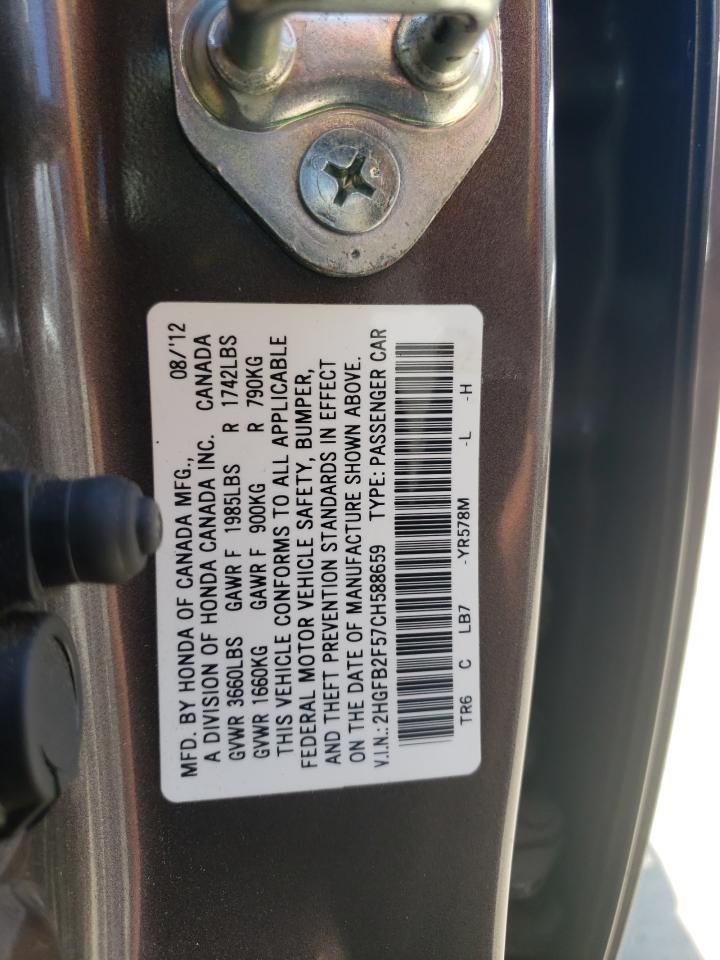 MFD. BY HONDA OF CANADA MFG., 08/'12
A DIVISION OF HONDA CANADA INC. CANADA
GVWR 3660LBS GAWR F 1985LBS R 1742LBS
GVWR 1660KG GAWR F 900KG R 790KG
THIS VEHICLE CONFORMS TO ALL APPLICABLE
FEDERAL MOTOR VEHICLE SAFETY, BUMPER,
AND THEFT PREVENTION STANDARDS IN EFFECT
ON THE DATE OF MANUFACTURE SHOWN ABOVE.
V.I.N.: 2HGFB2F57CH588659 TYPE: PASSENGER CAR
TR6 C LB7 -YR578M -L -H